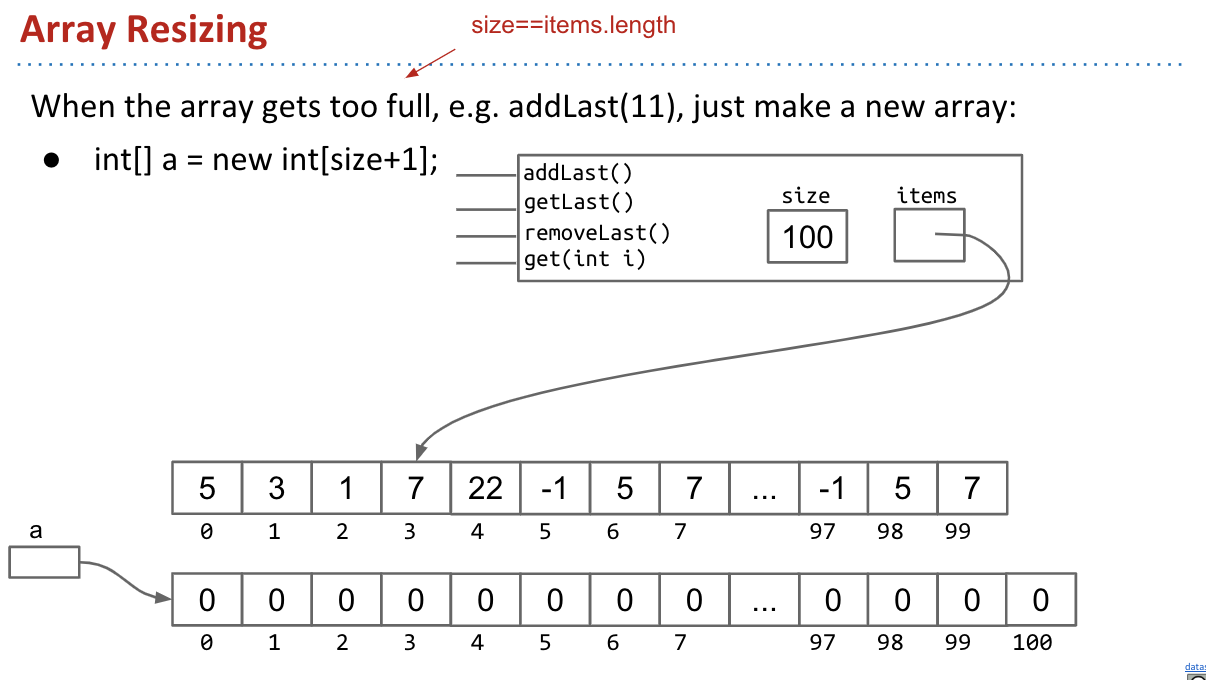 Array Resizing
size==items.length
When the array gets too full, e.g. addLast(11), just make a new array:
● int[] a = new int[size+1];
addLast()
getLast()
removeLast()
get(int i)
size
items
100
5 3 1 7 22 -1 5 7 ... -1 5 7
0 1 2 3 4 5 6 7 97 98 99
a
0 0 0 0 0 0 0 0 ... 0 0 0 0
0 1 2 3 4 5 6 7 97 98 99 100